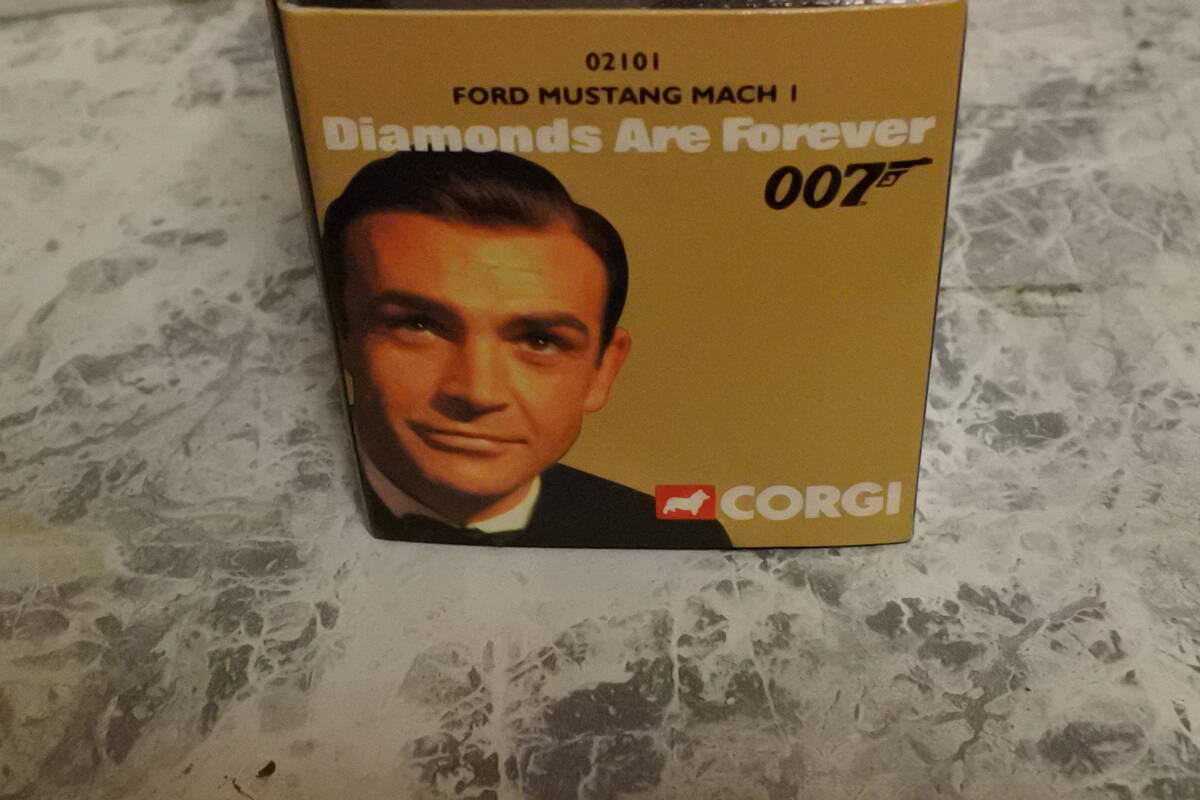 02101
FORD MUSTANG MACH 1
Diamonds Are Forever
007
CORGI